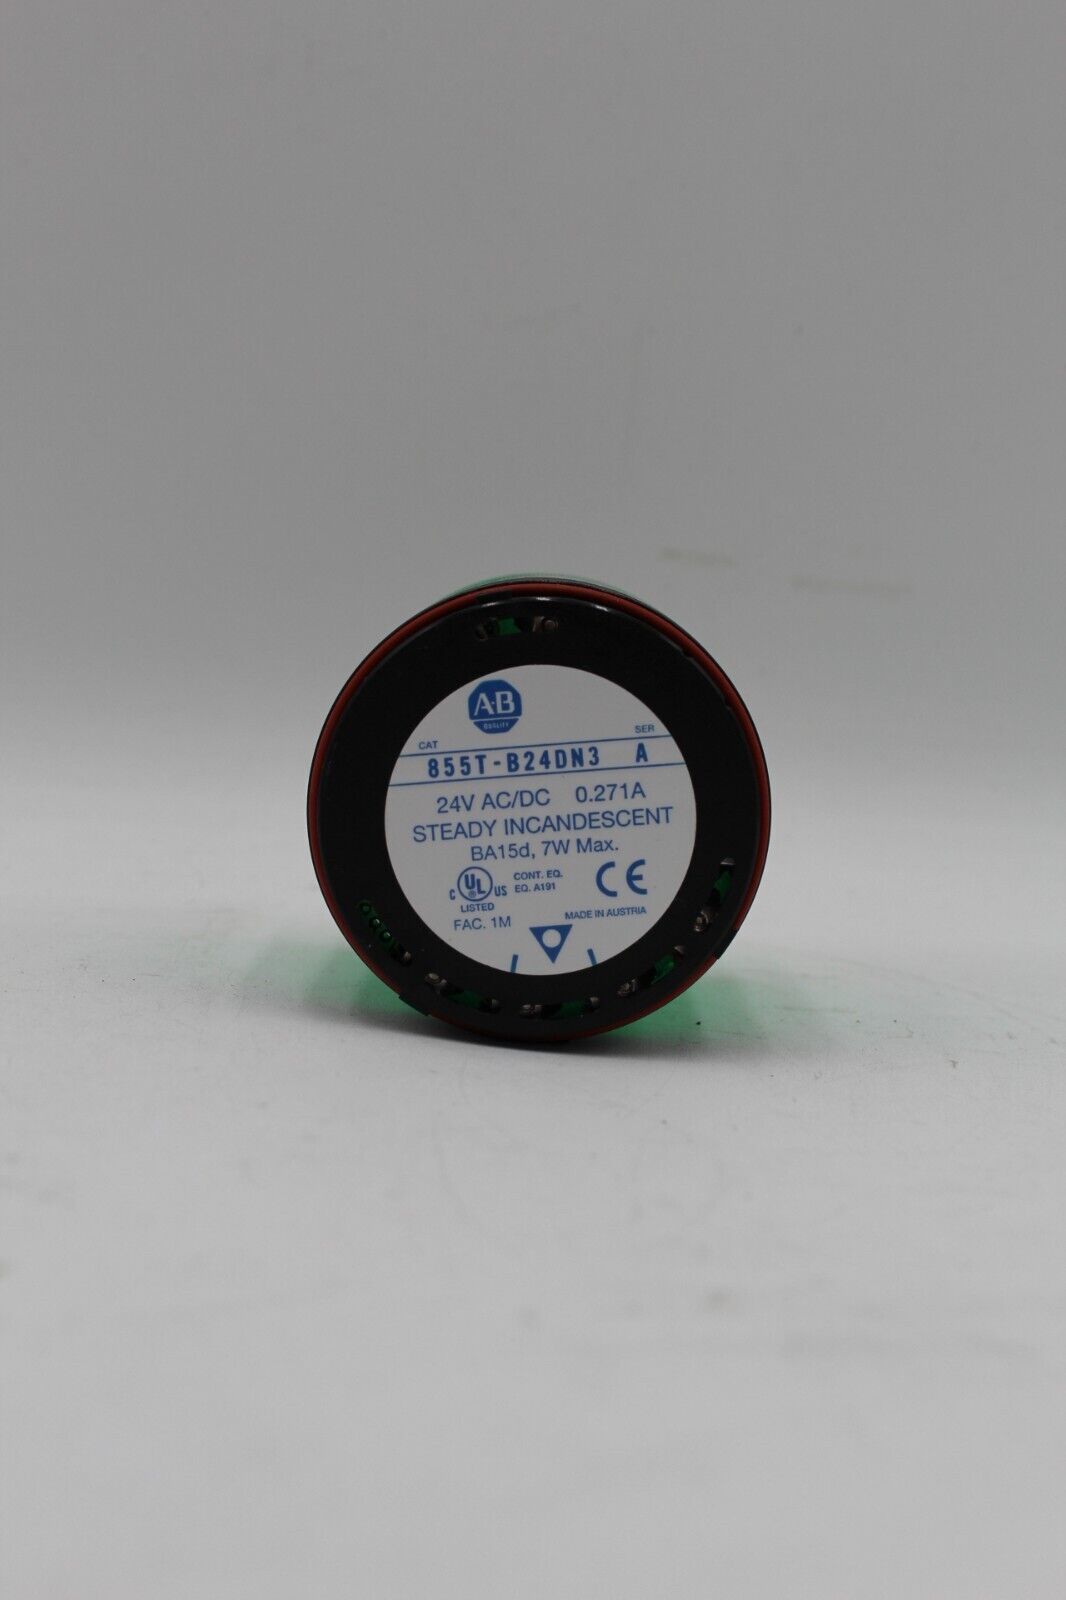 A·B
QUALITY
CAT SER
855T-B24DN3 A
24V AC/DC 0.271A
STEADY INCANDESCENT
BA15d, 7W Max.
C UL® US LISTED
CONT. EQ.
EQ. A191
CE
FAC. 1M
MADE IN AUSTRIA